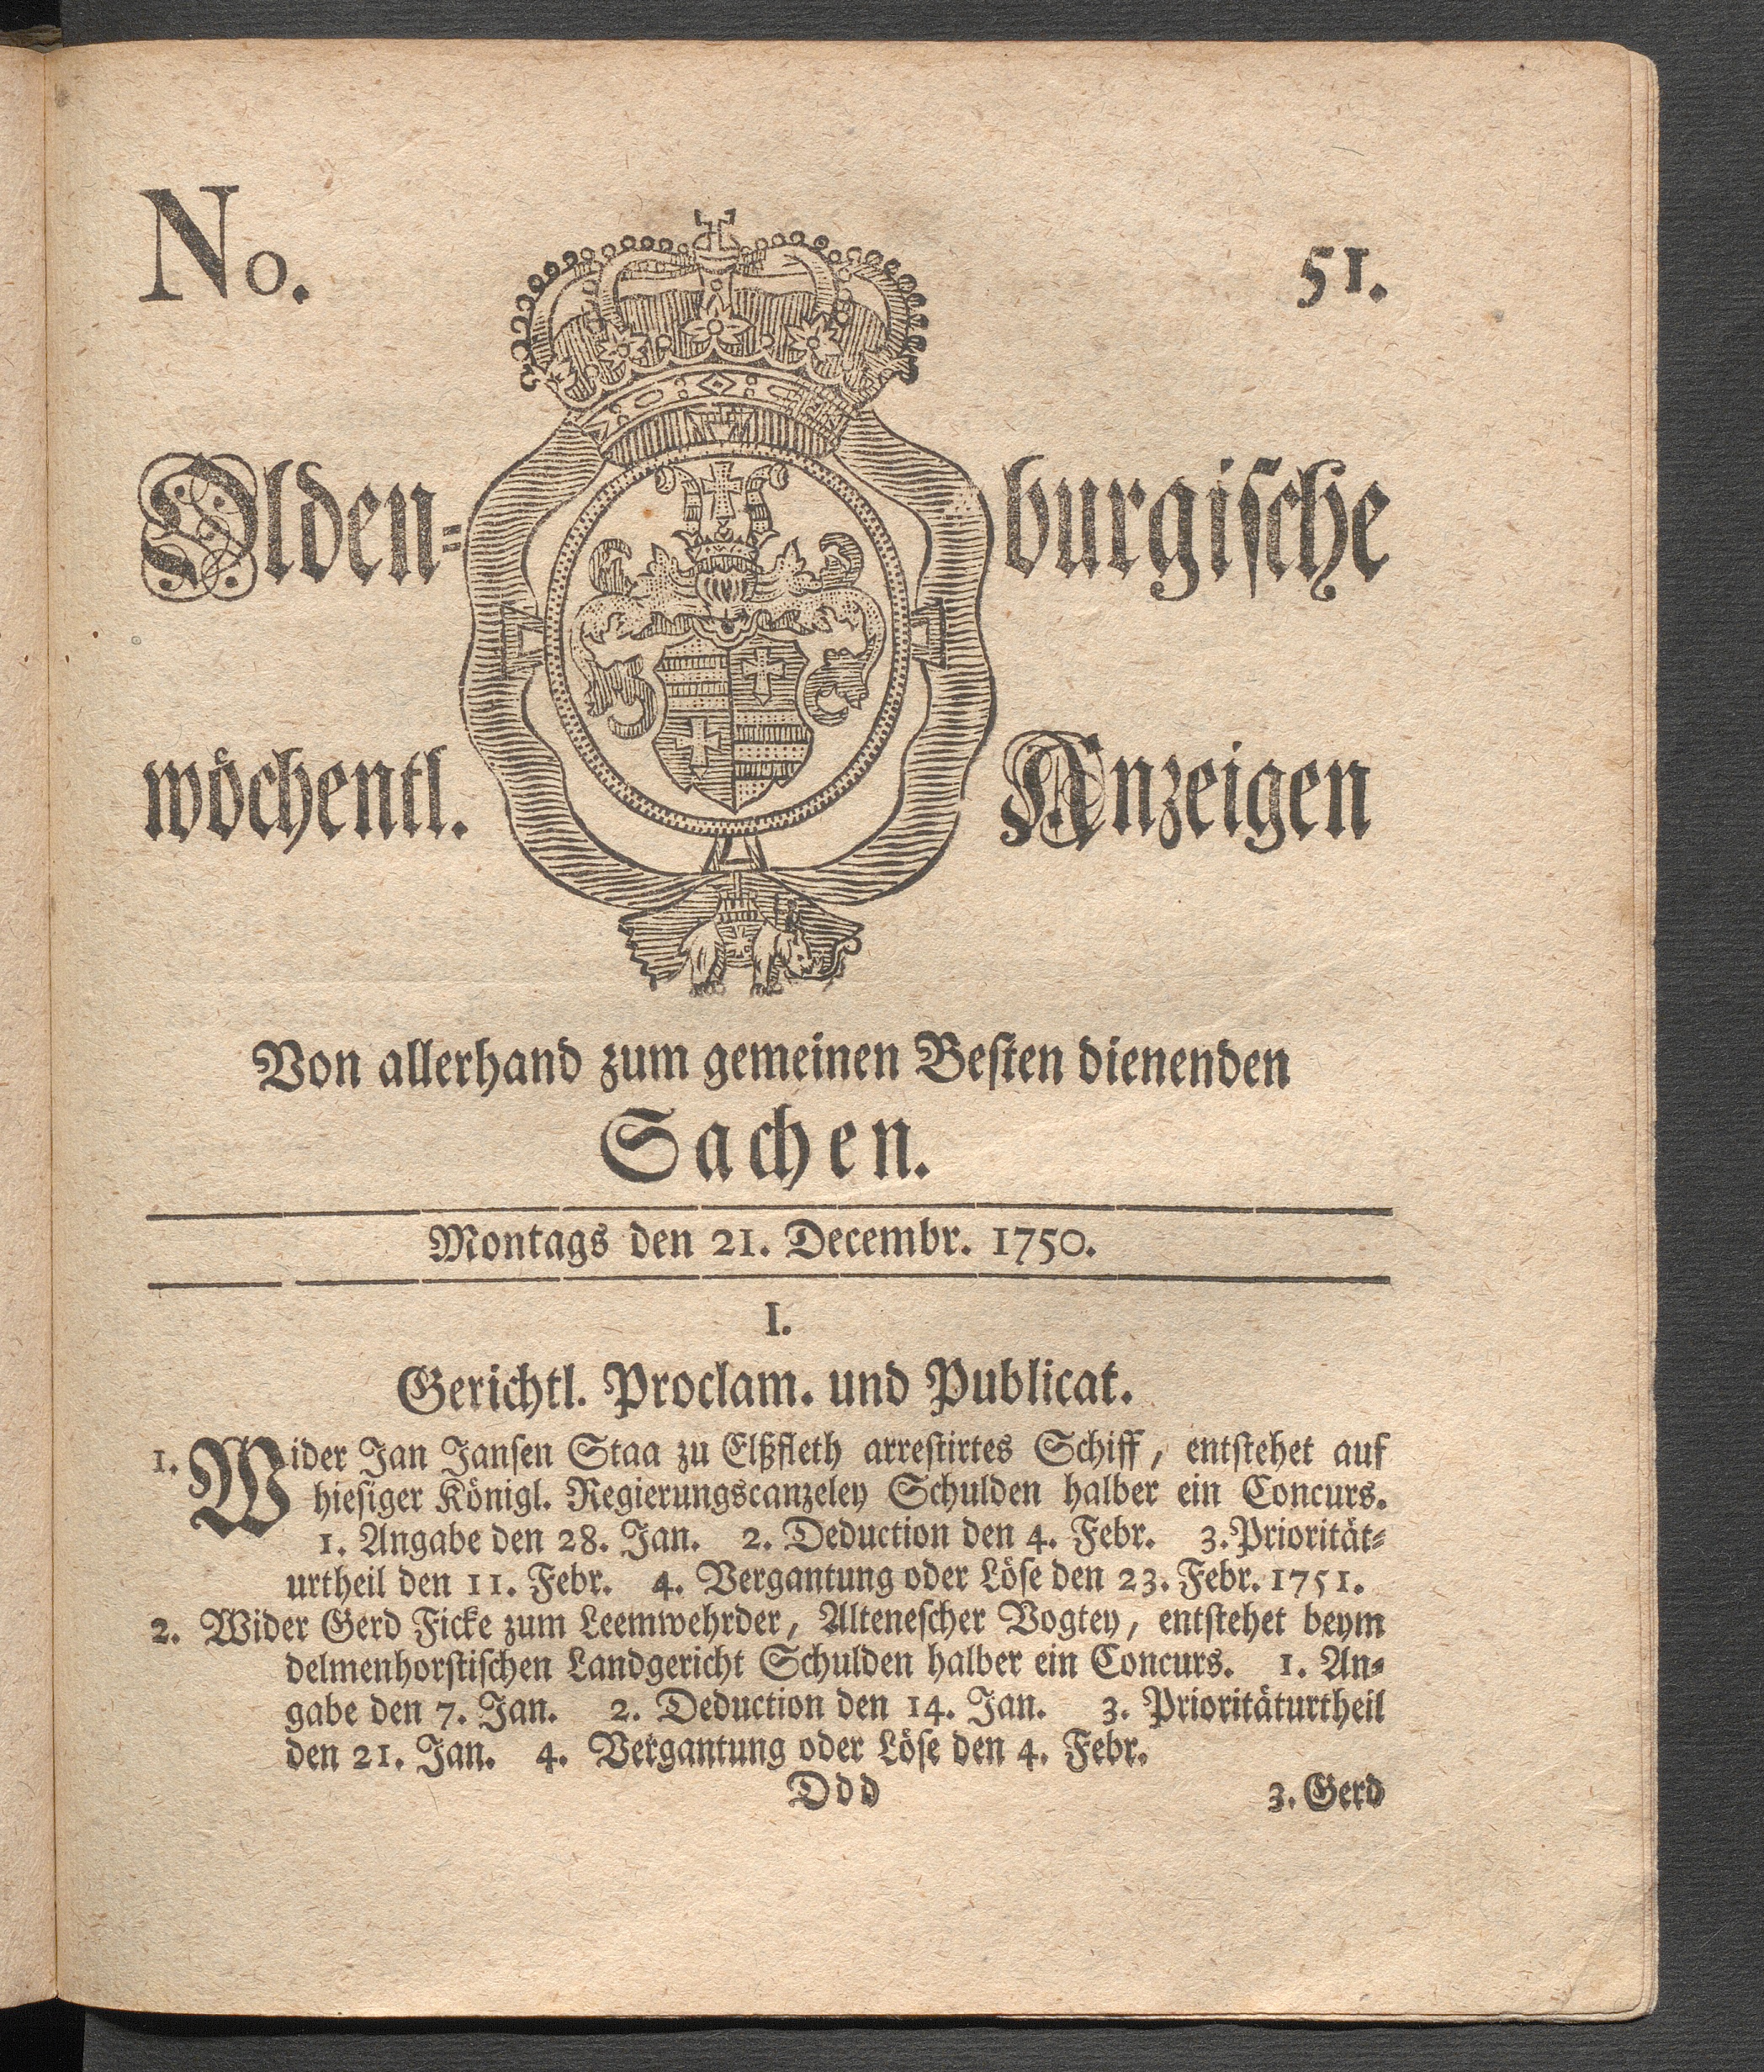 No. 51.
Olden- burgische
wöchentl. Anzeigen
Von allerhand zum gemeinen Besten dienenden
Sachen.
Montags den 21. Decembr. 1750.
I.
Gerichtl. Proclam. und Publicat.
1. Wider Jan Jansen Staa zu Elßfleth arrestirtes Schiff, entstehet auf
hiesiger Königl. Regierungscanzeley Schulden halber ein Concurs.
1. Angabe den 28. Jan. 2. Deduction den 4. Febr. 3. Priorität-
urtheil den 11. Febr. 4. Vergantung oder Löse den 23. Febr. 1751.
2. Wider Gerd Ficke zum Leemwehrder, Altenescher Vogtey, entstehet beym
delmenhorstischen Landgericht Schulden halber ein Concurs. 1. An-
gabe den 7. Jan. 2. Deduction den 14. Jan. 3. Prioritäturtheil
den 21. Jan. 4. Vergantung oder Löse den 4. Febr.
Ddd 3. Gerd